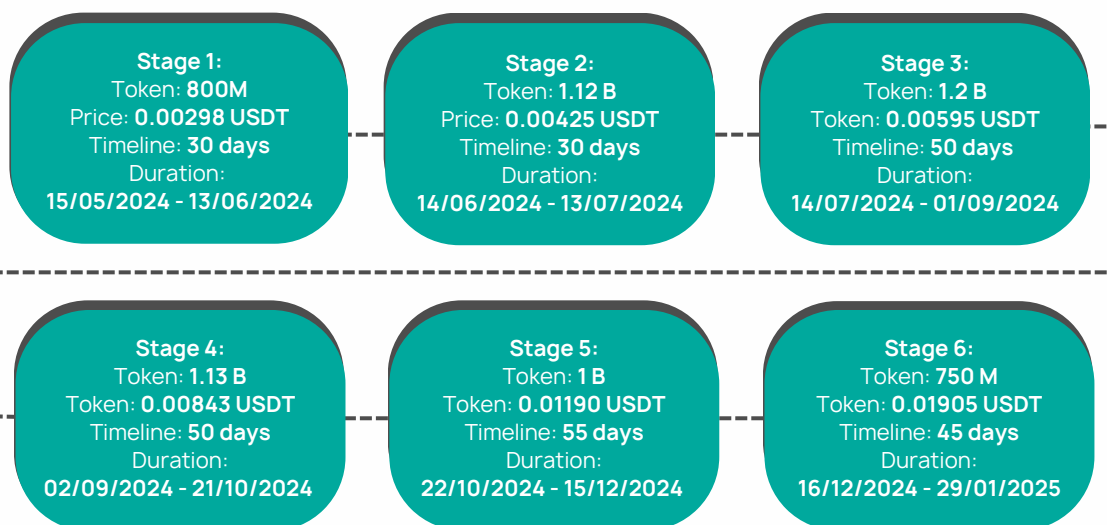 Stage 1:
Token: 800M
Price: 0.00298 USDT
Timeline: 30 days
Duration:
15/05/2024 - 13/06/2024
Stage 2:
Token: 1.12 B
Price: 0.00425 USDT
Timeline: 30 days
Duration:
14/06/2024 - 13/07/2024
Stage 3:
Token: 1.2 B
Token: 0.00595 USDT
Timeline: 50 days
Duration:
14/07/2024 - 01/09/2024
Stage 4:
Token: 1.13 B
Token: 0.00843 USDT
Timeline: 50 days
Duration:
02/09/2024 - 21/10/2024
Stage 5:
Token: 1 B
Token: 0.01190 USDT
Timeline: 55 days
Duration:
22/10/2024 - 15/12/2024
Stage 6:
Token: 750 M
Token: 0.01905 USDT
Timeline: 45 days
Duration:
16/12/2024 - 29/01/2025